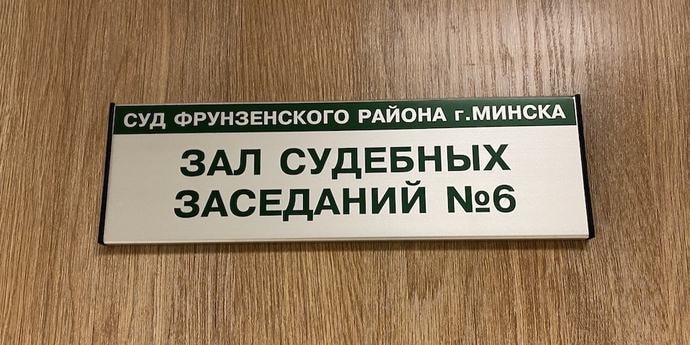 СУД ФРУНЗЕНСКОГО РАЙОНА г.МИНСКА
ЗАЛ СУДЕБНЫХ
ЗАСЕДАНИЙ №6